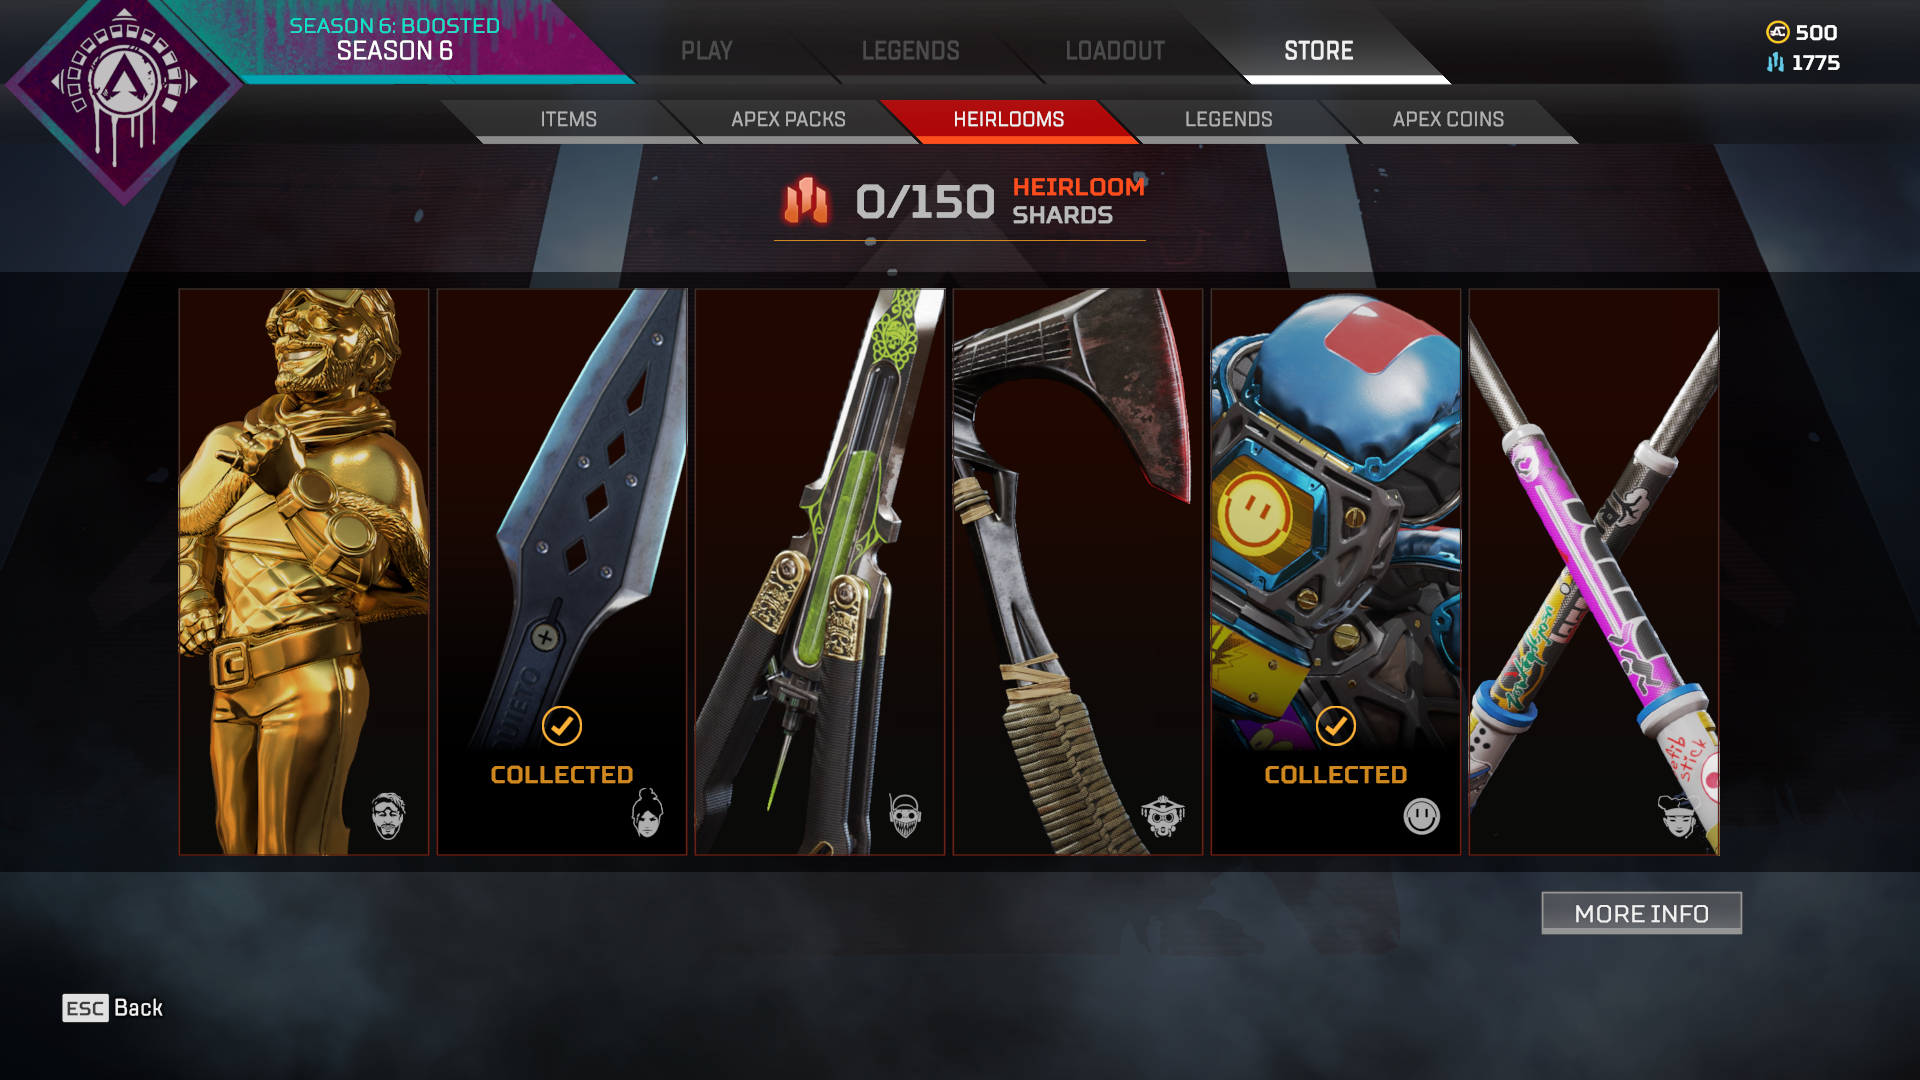 SEASON 6: BOOSTED
SEASON 6
PLAY
LEGENDS
LOADOUT
STORE
500
1775
ITEMS
APEX PACKS
HEIRLOOMS
LEGENDS
APEX COINS
0/150
HEIRLOOM
SHARDS
COLLECTED
COLLECTED
stick
MORE INFO
ESC Back